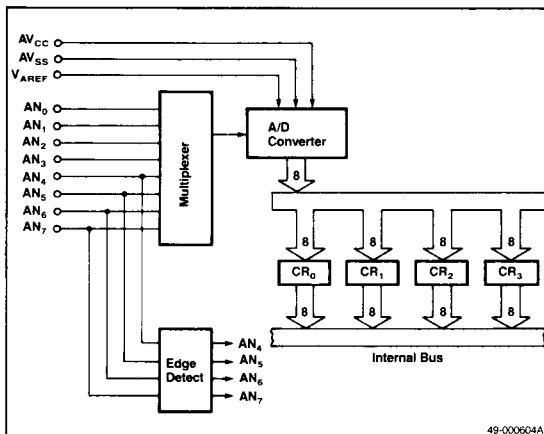 AVCC
AVSS
VAREF
AN0
AN1
AN2
AN3
AN4
AN5
AN6
AN7
Multiplexer
A/D
Converter
8
8 8 8 8
CR0 CR1 CR2 CR3
8 8 8 8
Internal Bus
Edge
Detect
AN4
AN5
AN6
AN7
49-000604A